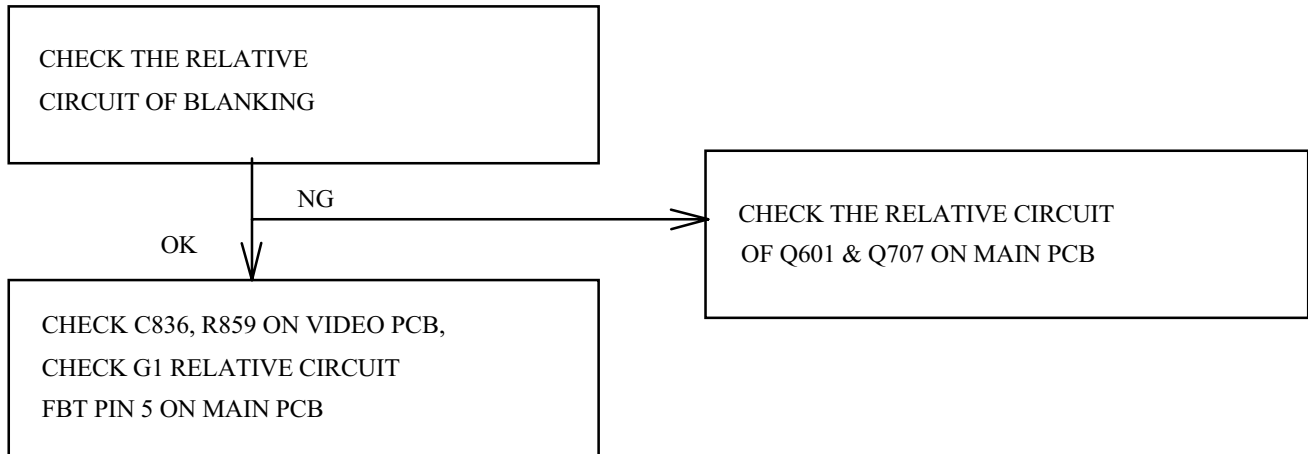 CHECK THE RELATIVE
CIRCUIT OF BLANKING
NG
CHECK THE RELATIVE CIRCUIT
OF Q601 & Q707 ON MAIN PCB
OK
CHECK C836, R859 ON VIDEO PCB,
CHECK G1 RELATIVE CIRCUIT
FBT PIN 5 ON MAIN PCB